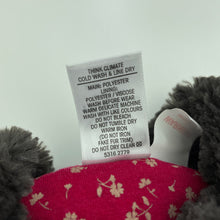 THINK CLIMATE
COLD WASH & LINE DRY
MAIN: POLYESTER
LINING:
POLYESTER / VISCOSE
WASH BEFORE WEAR
WARM DELICATE MACHINE
WASH WITH LIKE COLOURS
DO NOT BLEACH
DO NOT TUMBLE DRY
WARM IRON
(DO NOT IRON
FAKE FUR TRIM)
DO NOT DRY CLEAN
5316 2776